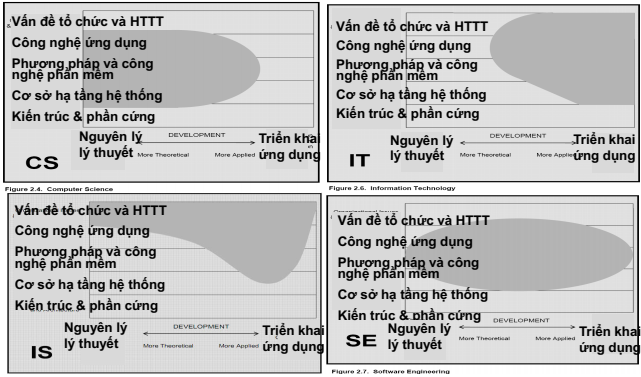 Vấn đề tổ chức và HTTT
Công nghệ ứng dụng
Phương pháp và công
nghệ phần mềm
Cơ sở hạ tầng hệ thống
Kiến trúc & phần cứng
Nguyên lý
lý thuyết
DEVELOPMENT
More Theoretical
More Applied
Triển khai
ứng dụng
CS
Figure 2.4. Computer Science
Vấn đề tổ chức và HTTT
Công nghệ ứng dụng
Phương pháp và công
nghệ phần mềm
Cơ sở hạ tầng hệ thống
Kiến trúc & phần cứng
Nguyên lý
lý thuyết
DEVELOPMENT
More Theoretical
More Applied
Triển khai
ứng dụng
IT
Figure 2.6. Information Technology
Vấn đề tổ chức và HTTT
Công nghệ ứng dụng
Phương pháp và công
nghệ phần mềm
Cơ sở hạ tầng hệ thống
Kiến trúc & phần cứng
Nguyên lý
lý thuyết
DEVELOPMENT
More Theoretical
More Applied
Triển khai
ứng dụng
IS
Vấn đề tổ chức và HTTT
Công nghệ ứng dụng
Phương pháp và công
nghệ phần mềm
Cơ sở hạ tầng hệ thống
Kiến trúc & phần cứng
Nguyên lý
lý thuyết
DEVELOPMENT
More Theoretical
More Applied
Triển khai
ứng dụng
SE
Figure 2.7. Software Engineering